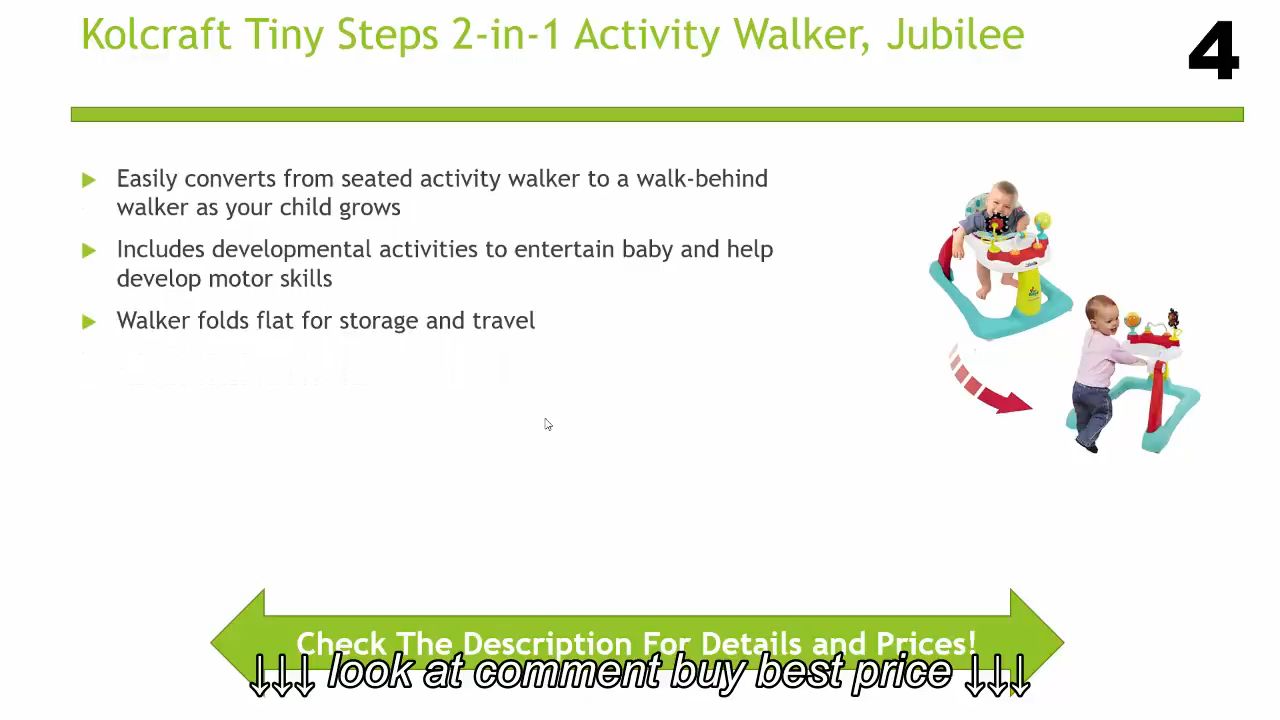 Kolcraft Tiny Steps 2-in-1 Activity Walker, Jubilee
4
Easily converts from seated activity walker to a walk-behind
walker as your child grows
Includes developmental activities to entertain baby and help
develop motor skills
Walker folds flat for storage and travel
Check The Description For Details and Prices!
↓↓↓ look at comment buy best price ↓↓↓